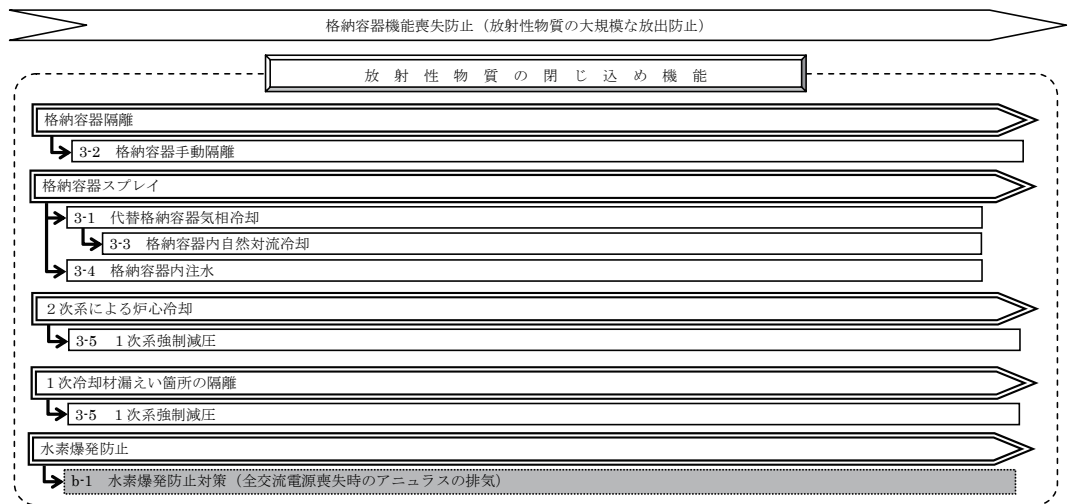 格納容器機能喪失防止（放射性物質の大規模な放出防止）
放射性物質の閉じ込め機能
格納容器隔離
3-2　格納容器手動隔離
格納容器スプレイ
3-1　代替格納容器気相冷却
3-3　格納容器内自然対流冷却
3-4　格納容器内注水
２次系による炉心冷却
3-5　１次系強制減圧
１次冷却材漏えい箇所の隔離
3-5　１次系強制減圧
水素爆発防止
b-1　水素爆発防止対策（全交流電源喪失時のアニュラスの排気）